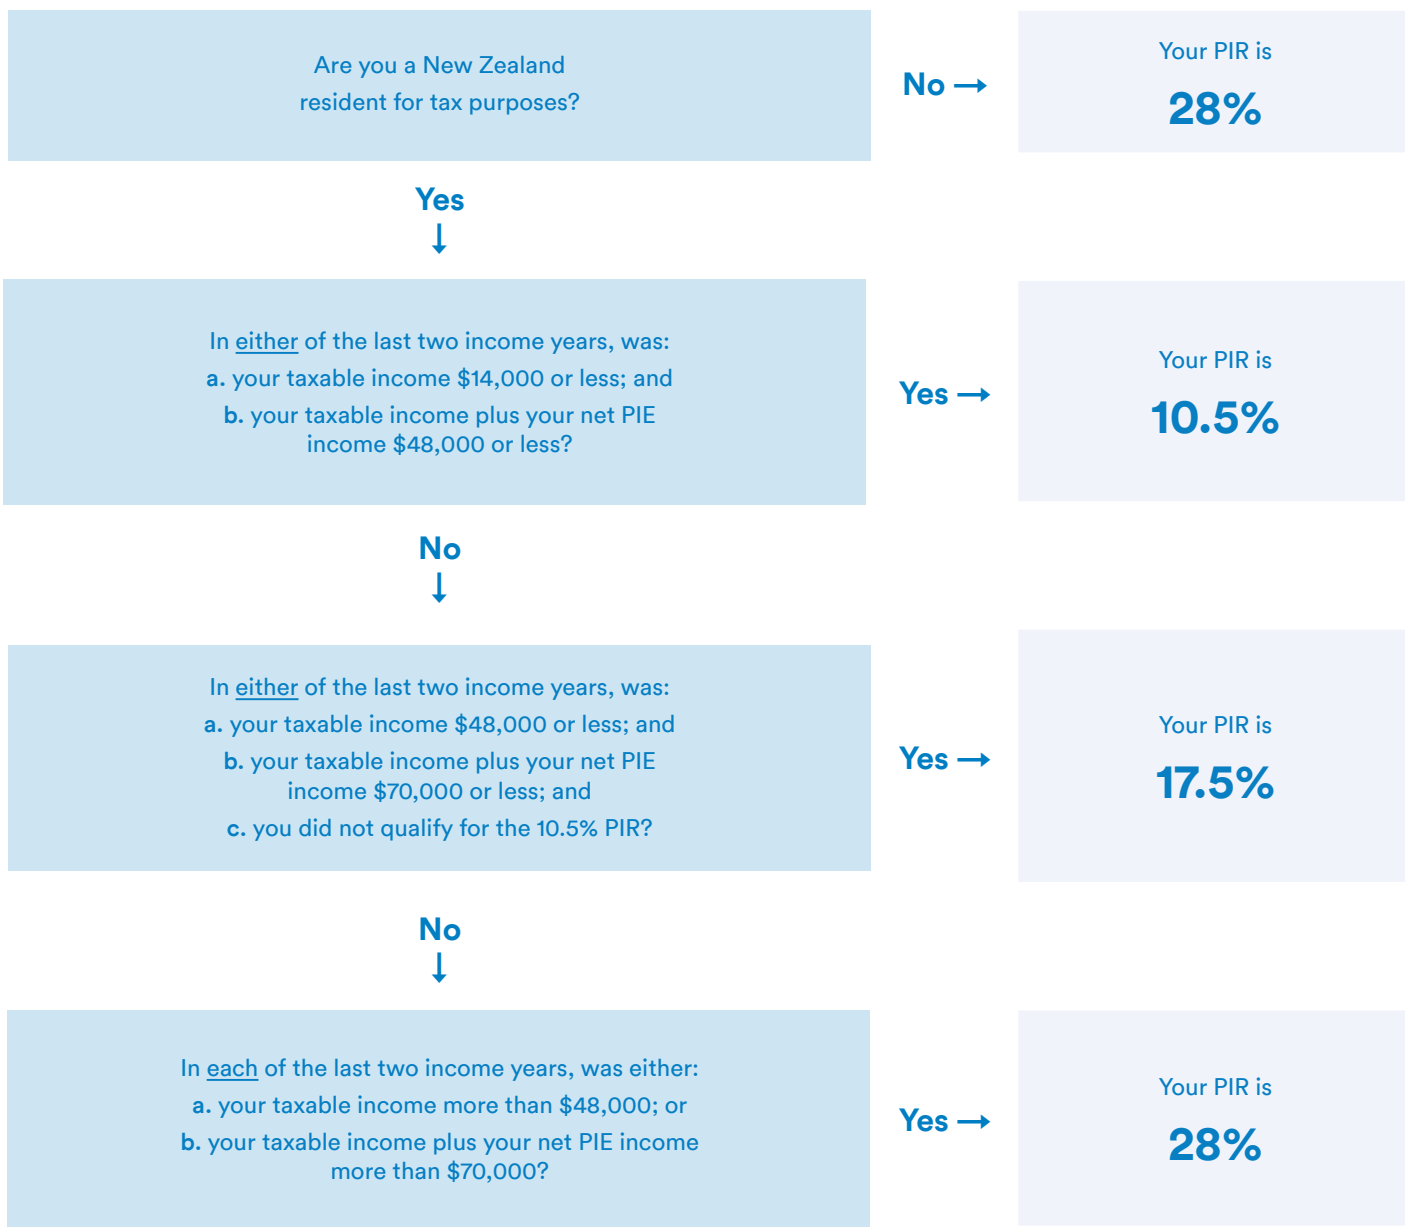 Are you a New Zealand
resident for tax purposes?
No →
Your PIR is
28%
Yes
↓
In either of the last two income years, was:
a. your taxable income $14,000 or less; and
b. your taxable income plus your net PIE
income $48,000 or less?
Yes →
Your PIR is
10.5%
No
↓
In either of the last two income years, was:
a. your taxable income $48,000 or less; and
b. your taxable income plus your net PIE
income $70,000 or less; and
c. you did not qualify for the 10.5% PIR?
Yes →
Your PIR is
17.5%
No
↓
In each of the last two income years, was either:
a. your taxable income more than $48,000; or
b. your taxable income plus your net PIE income
more than $70,000?
Yes →
Your PIR is
28%